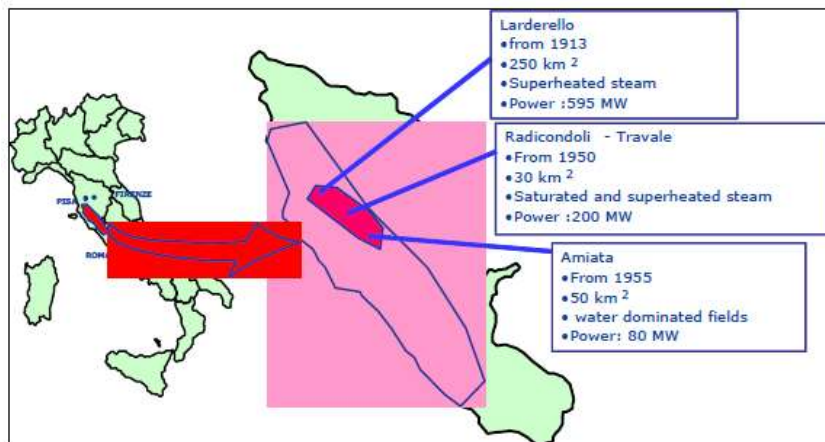 Larderello
•from 1913
•250 km 2
•Superheated steam
•Power :595 MW
Radicondoli - Travale
•From 1950
•30 km 2
•Saturated and superheated steam
•Power :200 MW
Amiata
•From 1955
•50 km 2
• water dominated fields
•Power: 80 MW
PISA
FIRENZE
ROMA